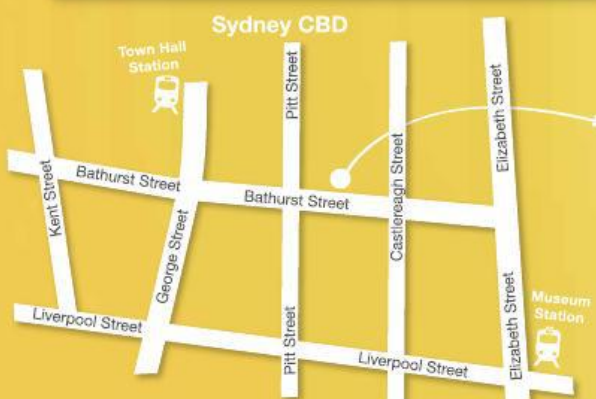 Sydney CBD
Town Hall
Station
Pitt Street
Elizabeth Street
Castlereagh Street
Bathurst Street
Bathurst Street
Kent Street
George Street
Liverpool Street
Pitt Street
Liverpool Street
Elizabeth Street
Museum
Station